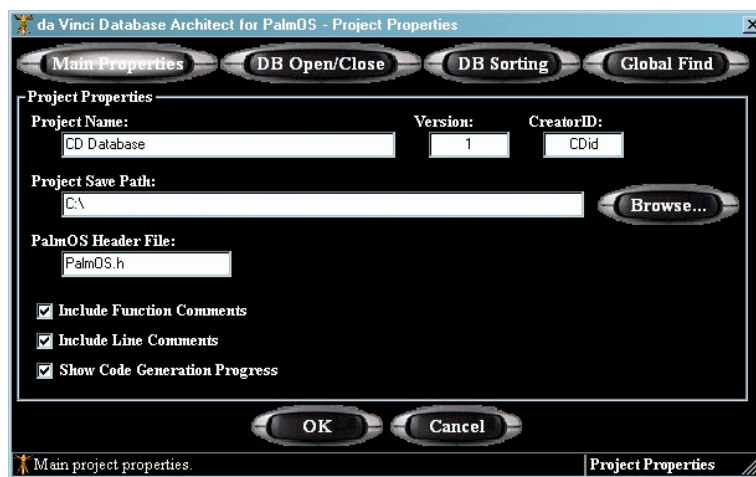 da Vinci Database Architect for PalmOS - Project Properties
Main Properties DB Open/Close DB Sorting Global Find
Project Properties
Project Name: Version: CreatorID:
CD Database 1 CDid
Project Save Path:
C:\
Browse...
PalmOS Header File:
PalmOS.h
Include Function Comments
Include Line Comments
Show Code Generation Progress
OK Cancel
Main project properties. Project Properties